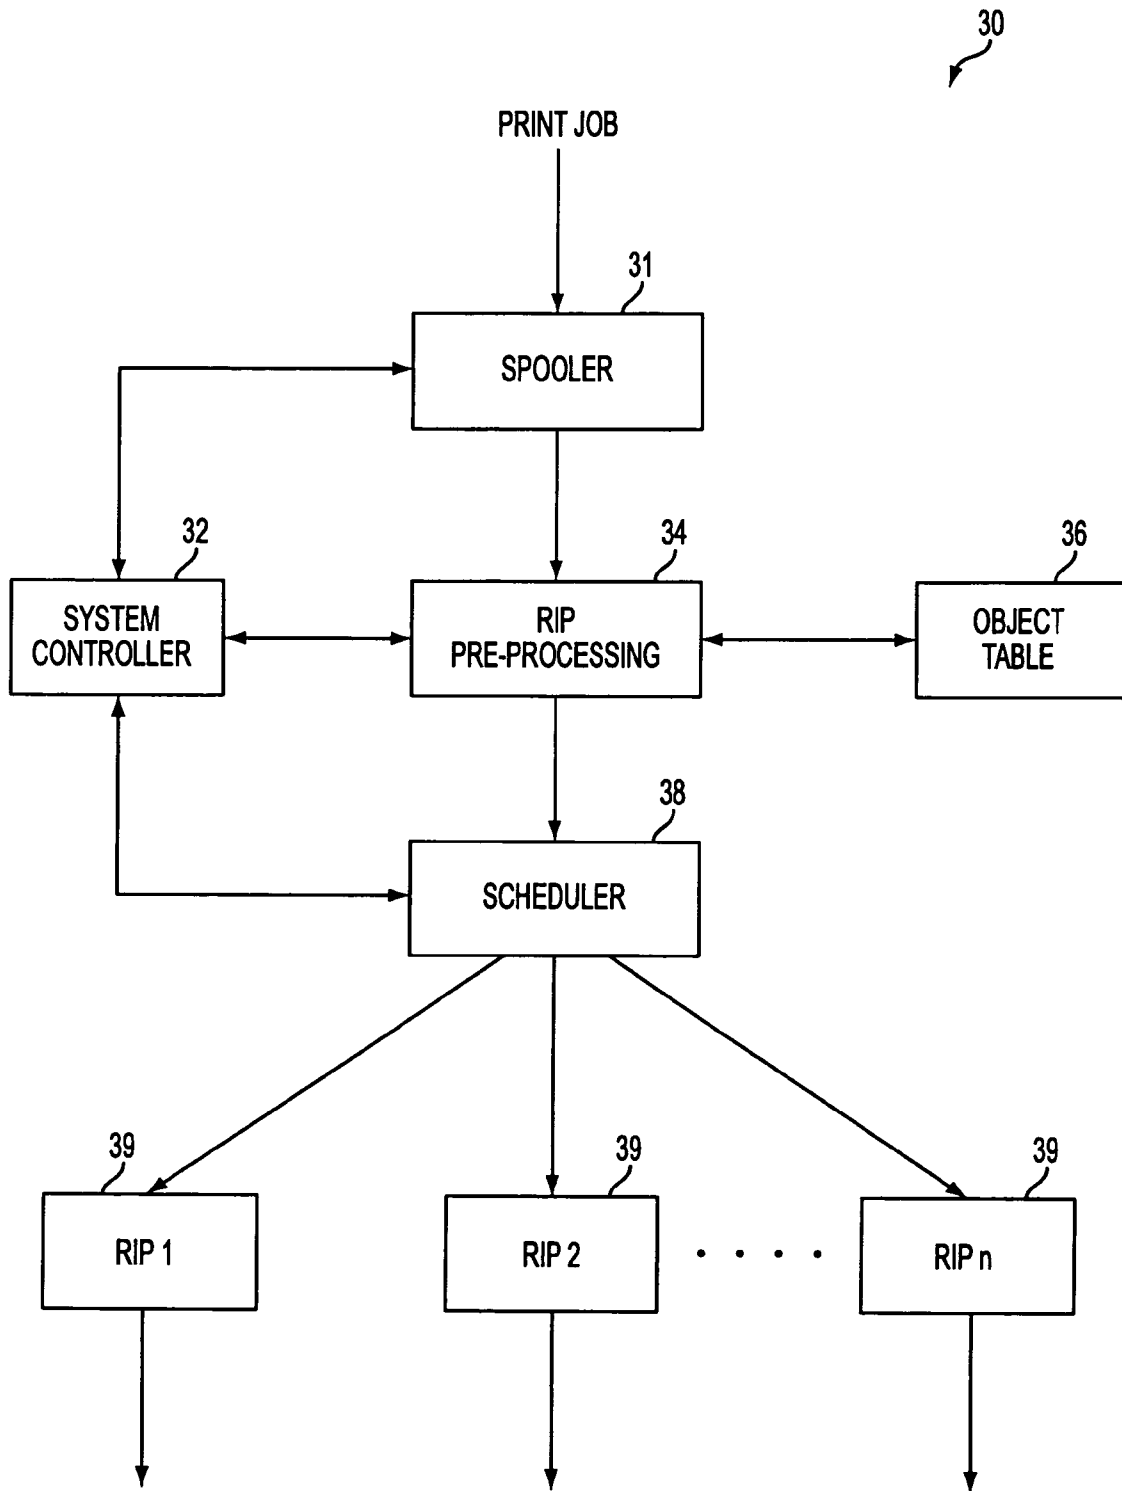 30
PRINT JOB
31
SPOOLER
32
SYSTEM
CONTROLLER
34
RIP
PRE-PROCESSING
36
OBJECT
TABLE
38
SCHEDULER
39
RIP 1
39
RIP 2
39
RIP n